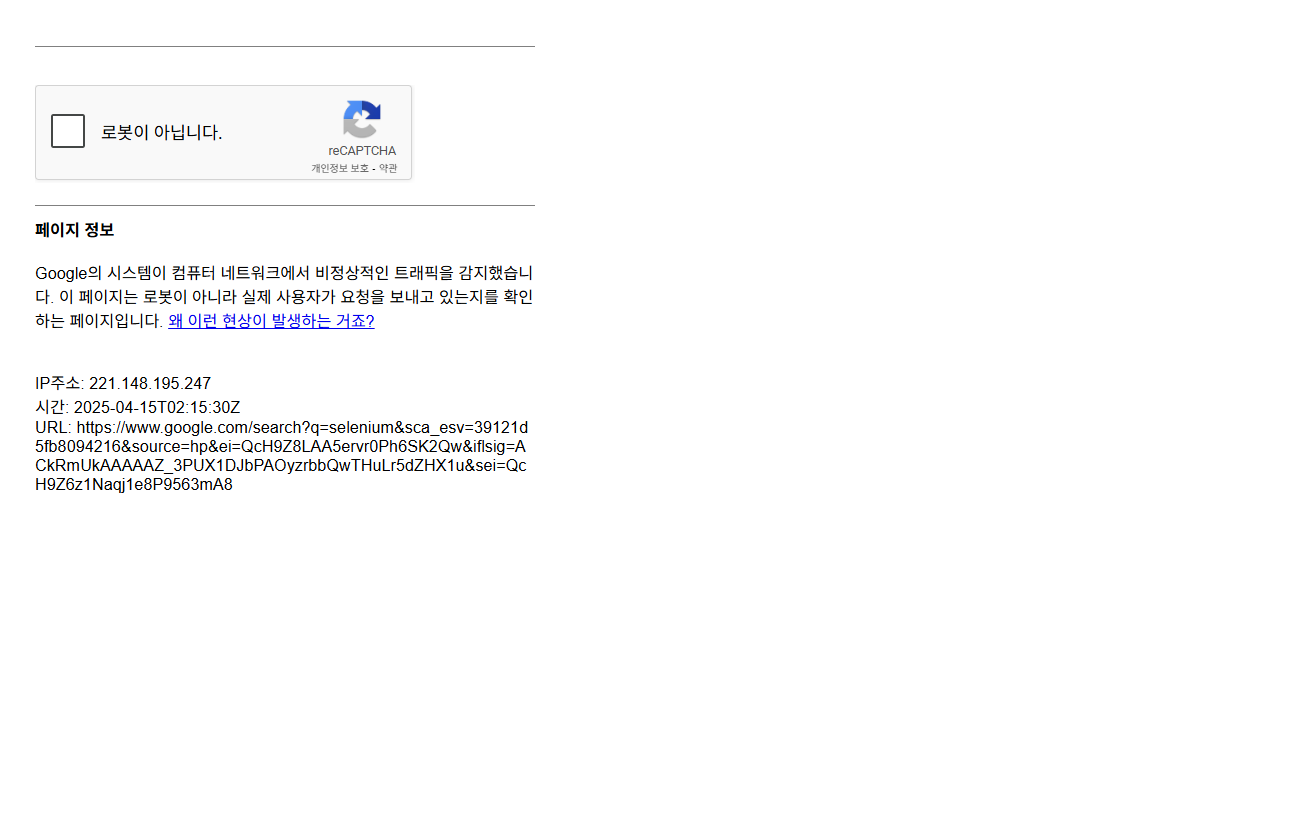 로봇이 아닙니다.
reCAPTCHA
개인정보 보호 - 약관
페이지 정보
Google의 시스템이 컴퓨터 네트워크에서 비정상적인 트래픽을 감지했습니
다. 이 페이지는 로봇이 아니라 실제 사용자가 요청을 보내고 있는지를 확인
하는 페이지입니다. 왜 이런 현상이 발생하는 거죠?
IP주소: 221.148.195.247
시간: 2025-04-15T02:15:30Z
URL: https://www.google.com/search?q=selenium&sca_esv=39121d
5fb8094216&source=hp&ei=QcH9Z8LAA5ervr0Ph6SK2Qw&iflsig=A
CkRmUkAAAAAZ_3PUX1DJbPAOyzrbbQwTHuLr5dZHX1u&sei=Qc
H9Z6z1Naqj1e8P9563mA8